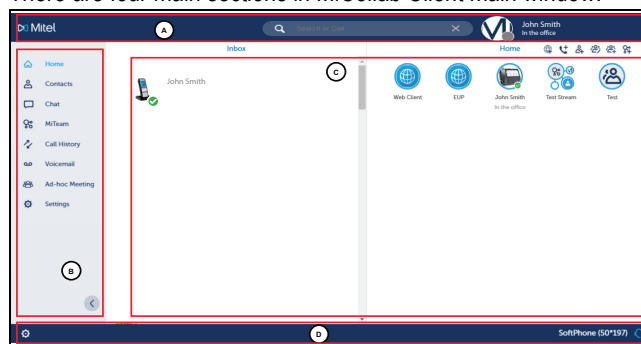 There are four main sections in MiCollab Client main window:
Mitel
A
Search or Dial
John Smith
In the office
Inbox
Home
Home
Contacts
Chat
MiTeam
Call History
Voicemail
Ad-hoc Meeting
Settings
B
John Smith
C
Web Client
EUP
John Smith
In the office
Test Stream
Test
D
SoftPhone (50*197)